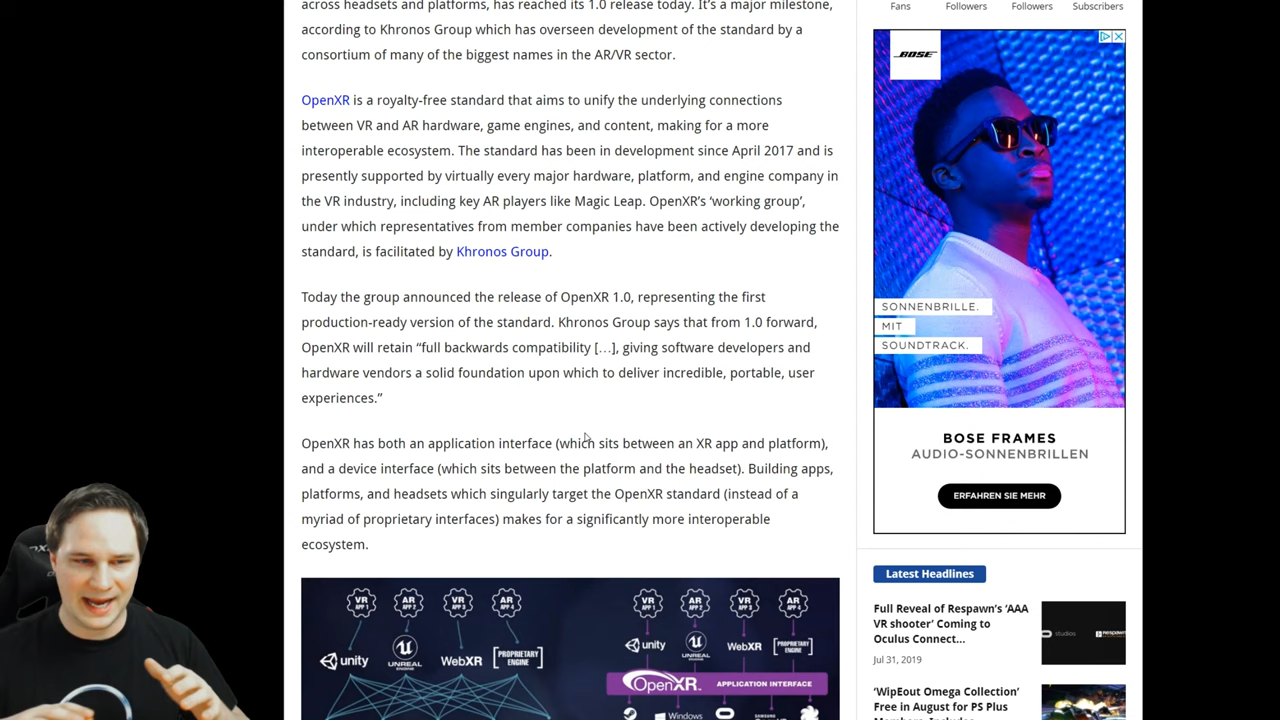 across headsets and platforms, has reached its 1.0 release today. It's a major milestone,
according to Khronos Group which has overseen development of the standard by a
consortium of many of the biggest names in the AR/VR sector.
OpenXR is a royalty-free standard that aims to unify the underlying connections
between VR and AR hardware, game engines, and content, making for a more
interoperable ecosystem. The standard has been in development since April 2017 and is
presently supported by virtually every major hardware, platform, and engine company in
the VR industry, including key AR players like Magic Leap. OpenXR's ‘working group’,
under which representatives from member companies have been actively developing the
standard, is facilitated by Khronos Group.
Today the group announced the release of OpenXR 1.0, representing the first
production-ready version of the standard. Khronos Group says that from 1.0 forward,
OpenXR will retain “full backwards compatibility […], giving software developers and
hardware vendors a solid foundation upon which to deliver incredible, portable, user
experiences.”
OpenXR has both an application interface (which sits between an XR app and platform),
and a device interface (which sits between the platform and the headset). Building apps,
platforms, and headsets which singularly target the OpenXR standard (instead of a
myriad of proprietary interfaces) makes for a significantly more interoperable
ecosystem.
VR APP 1 AR APP 2 VR APP 3 AR APP 4
unity UNREAL ENGINE WebXR [PROPRIETARY ENGINE]
VR APP 1 AR APP 2 VR APP 3 AR APP 4
unity UNREAL ENGINE WebXR [PROPRIETARY ENGINE]
OpenXR APPLICATION INTERFACE
Windows
Fans Followers Followers Subscribers
BOSE
SONNENBRILLE.
MIT
SOUNDTRACK.
BOSE FRAMES
AUDIO-SONNENBRILLEN
ERFAHREN SIE MEHR
Latest Headlines
Full Reveal of Respawn's ‘AAA
VR shooter’ Coming to
Oculus Connect…
Jul 31, 2019
studios
‘WipEout Omega Collection’
Free in August for PS Plus